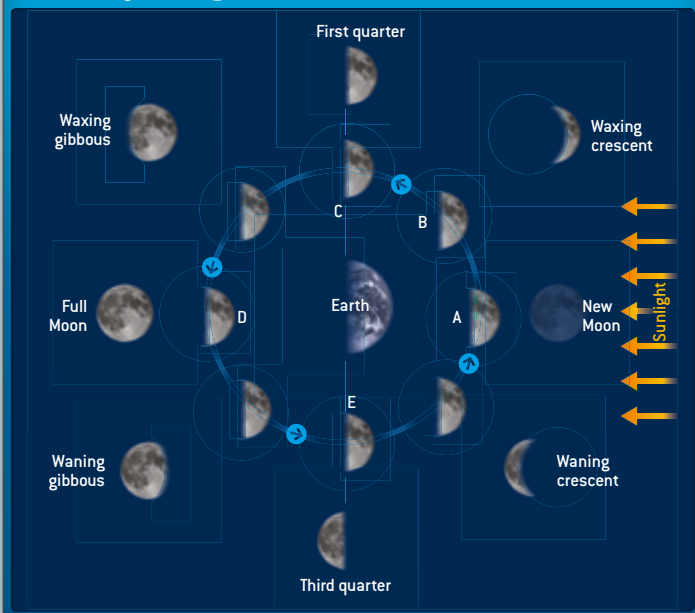 First quarter
Waxing
gibbous
Waxing
crescent
C
B
Full
Moon
D
Earth
A
New
Moon
Sunlight
E
Waning
gibbous
Waning
crescent
Third quarter